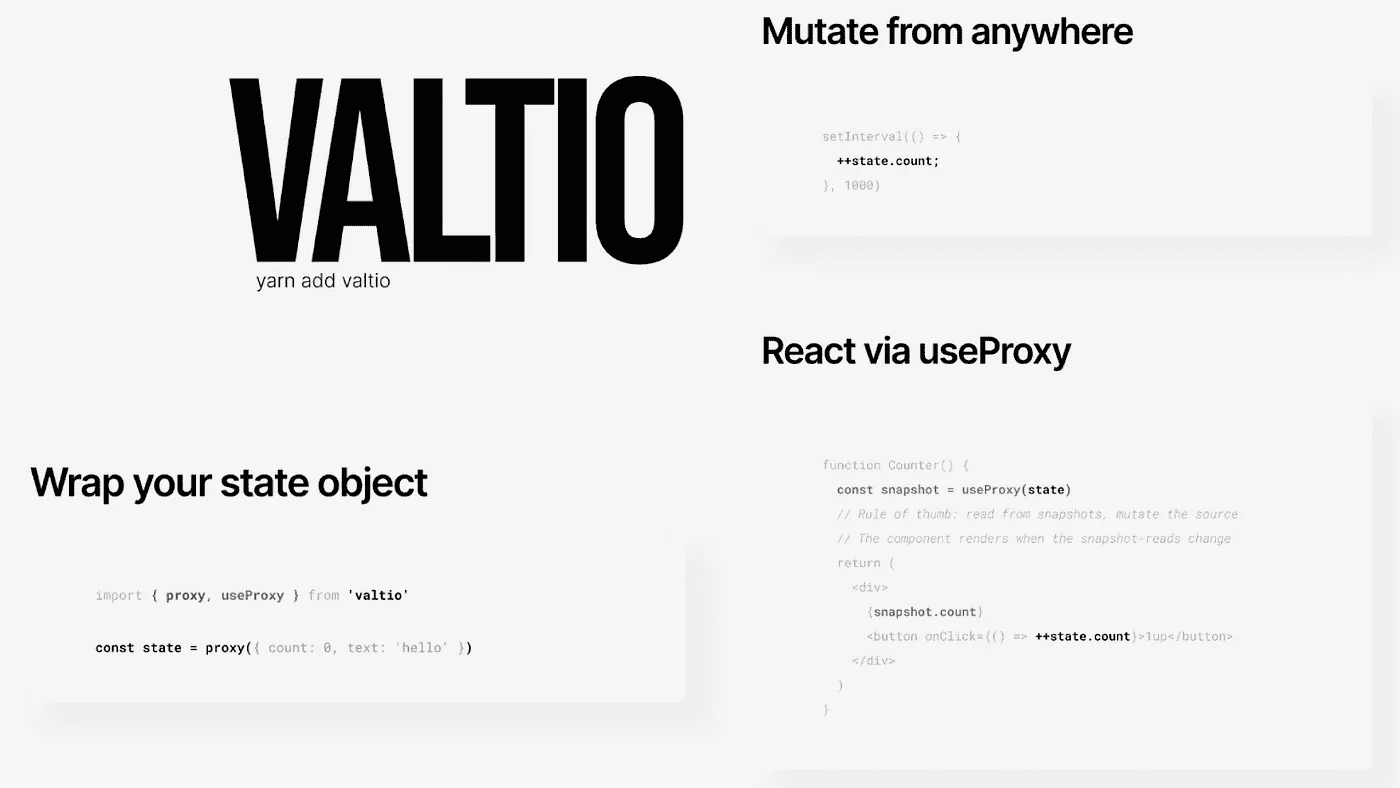 VALTIO
yarn add valtio
Wrap your state object
import { proxy, useProxy } from 'valtio'
const state = proxy({ count: 0, text: 'hello' })
Mutate from anywhere
setInterval(() => {
++state.count;
}, 1000)
React via useProxy
function Counter() {
const snapshot = useProxy(state)
// Rule of thumb: read from snapshots, mutate the source
// The component renders when the snapshot-reads change
return (
<div>
{snapshot.count}
<button onClick={() => ++state.count}>1up</button>
</div>
)
}